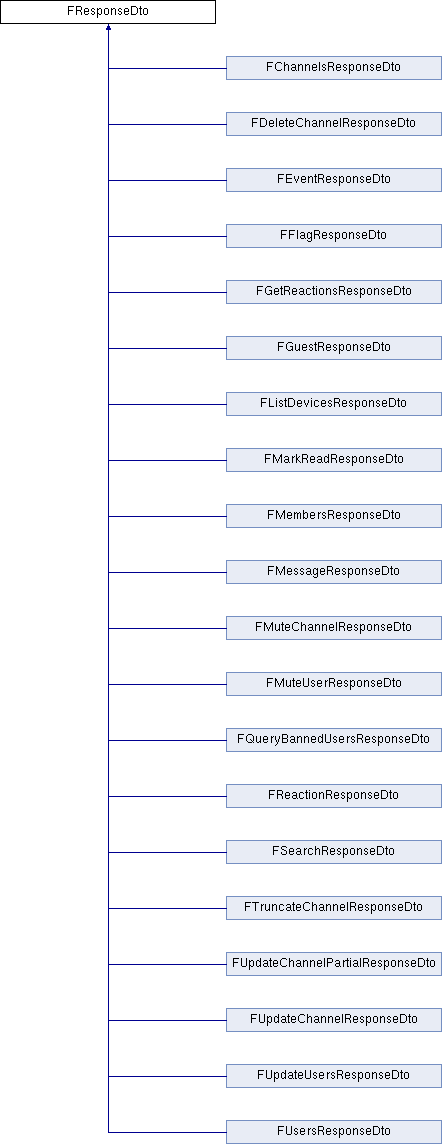 FResponseDto
FChannelsResponseDto
FDeleteChannelResponseDto
FEventResponseDto
FFlagResponseDto
FGetReactionsResponseDto
FGuestResponseDto
FListDevicesResponseDto
FMarkReadResponseDto
FMembersResponseDto
FMessageResponseDto
FMuteChannelResponseDto
FMuteUserResponseDto
FQueryBannedUsersResponseDto
FReactionResponseDto
FSearchResponseDto
FTruncateChannelResponseDto
FUpdateChannelPartialResponseDto
FUpdateChannelResponseDto
FUpdateUsersResponseDto
FUsersResponseDto